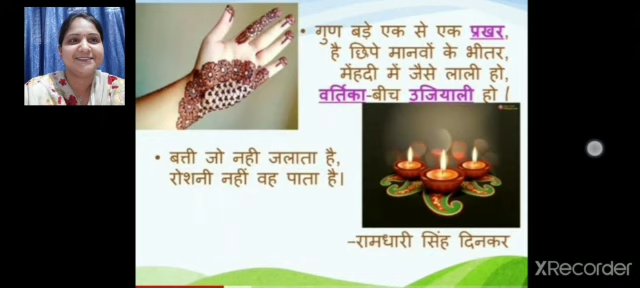 गुण बड़े एक से एक प्रखर,
है छिपे मानवों के भीतर,
मेंहदी में जैसे लाली हो,
वर्तिका-बीच उजियाली हो।
बत्ती जो नही जलाता है,
रोशनी नहीं वह पाता है।
–रामधारी सिंह दिनकर
XRecorder